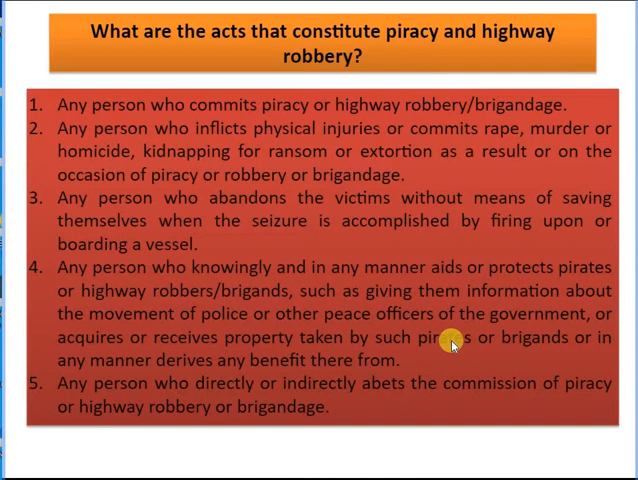 What are the acts that constitute piracy and highway
robbery?
1. Any person who commits piracy or highway robbery/brigandage.
2. Any person who inflicts physical injuries or commits rape, murder or
homicide, kidnapping for ransom or extortion as a result or on the
occasion of piracy or robbery or brigandage.
3. Any person who abandons the victims without means of saving
themselves when the seizure is accomplished by firing upon or
boarding a vessel.
4. Any person who knowingly and in any manner aids or protects pirates
or highway robbers/brigands, such as giving them information about
the movement of police or other peace officers of the government, or
acquires or receives property taken by such pirates or brigands or in
any manner derives any benefit there from.
5. Any person who directly or indirectly abets the commission of piracy
or highway robbery or brigandage.